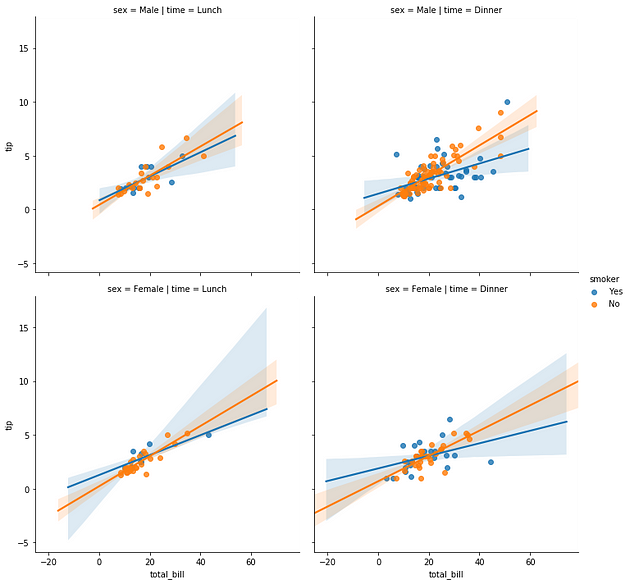 sex = Male | time = Lunch
sex = Male | time = Dinner
15
10
tip
5
0
−5
sex = Female | time = Lunch
sex = Female | time = Dinner
smoker
Yes
No
15
10
tip
5
0
−5
0 20 40 60
0 20 40 60
total_bill
total_bill